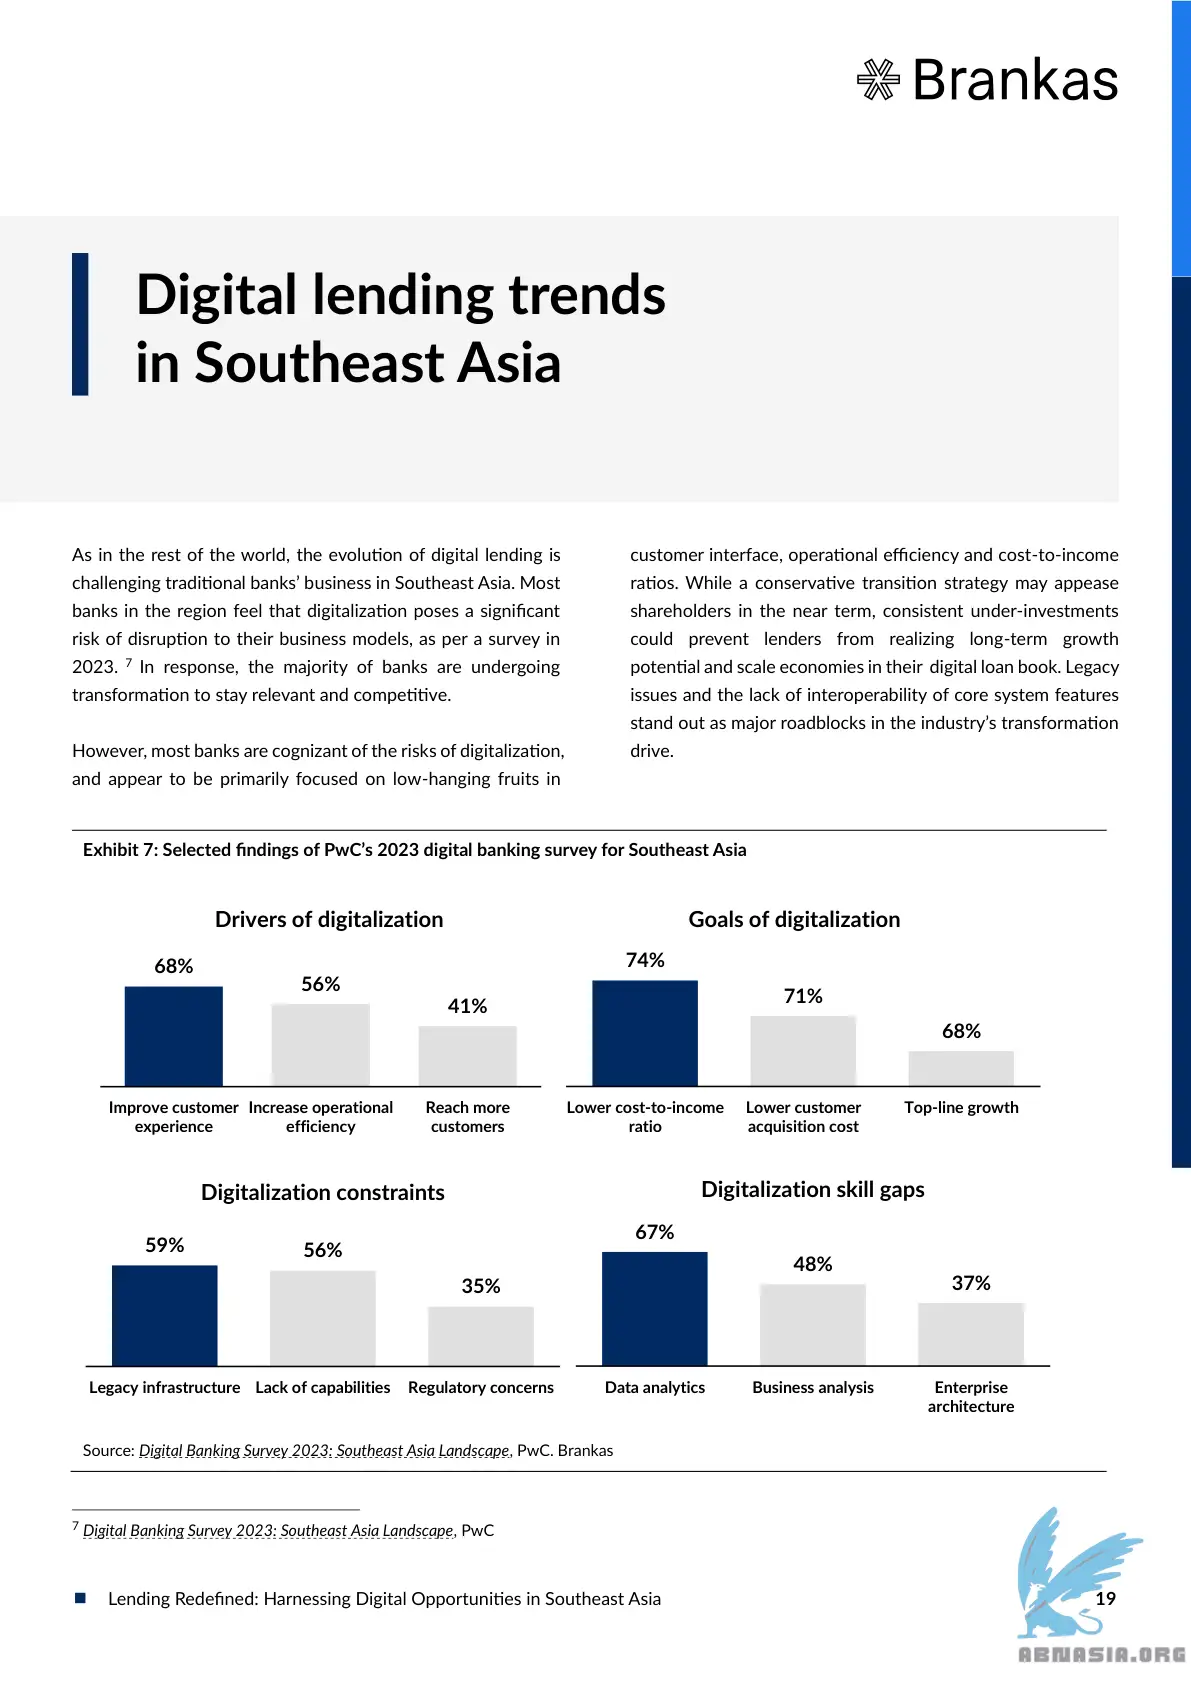 Brankas
Digital lending trends
in Southeast Asia
As in the rest of the world, the evolution of digital lending is
challenging traditional banks’ business in Southeast Asia. Most
banks in the region feel that digitalization poses a significant
risk of disruption to their business models, as per a survey in
2023. 7 In response, the majority of banks are undergoing
transformation to stay relevant and competitive.
However, most banks are cognizant of the risks of digitalization,
and appear to be primarily focused on low-hanging fruits in
customer interface, operational efficiency and cost-to-income
ratios. While a conservative transition strategy may appease
shareholders in the near term, consistent under-investments
could prevent lenders from realizing long-term growth
potential and scale economies in their digital loan book. Legacy
issues and the lack of interoperability of core system features
stand out as major roadblocks in the industry’s transformation
drive.
Exhibit 7: Selected findings of PwC’s 2023 digital banking survey for Southeast Asia
Drivers of digitalization
68%
56%
41%
Improve customer
experience
Increase operational
efficiency
Reach more
customers
Goals of digitalization
74%
71%
68%
Lower cost-to-income
ratio
Lower customer
acquisition cost
Top-line growth
Digitalization constraints
59%
56%
35%
Legacy infrastructure
Lack of capabilities
Regulatory concerns
Digitalization skill gaps
67%
48%
37%
Data analytics
Business analysis
Enterprise
architecture
Source: Digital Banking Survey 2023: Southeast Asia Landscape, PwC. Brankas
7 Digital Banking Survey 2023: Southeast Asia Landscape, PwC
Lending Redefined: Harnessing Digital Opportunities in Southeast Asia
19
ABNASIA.ORG